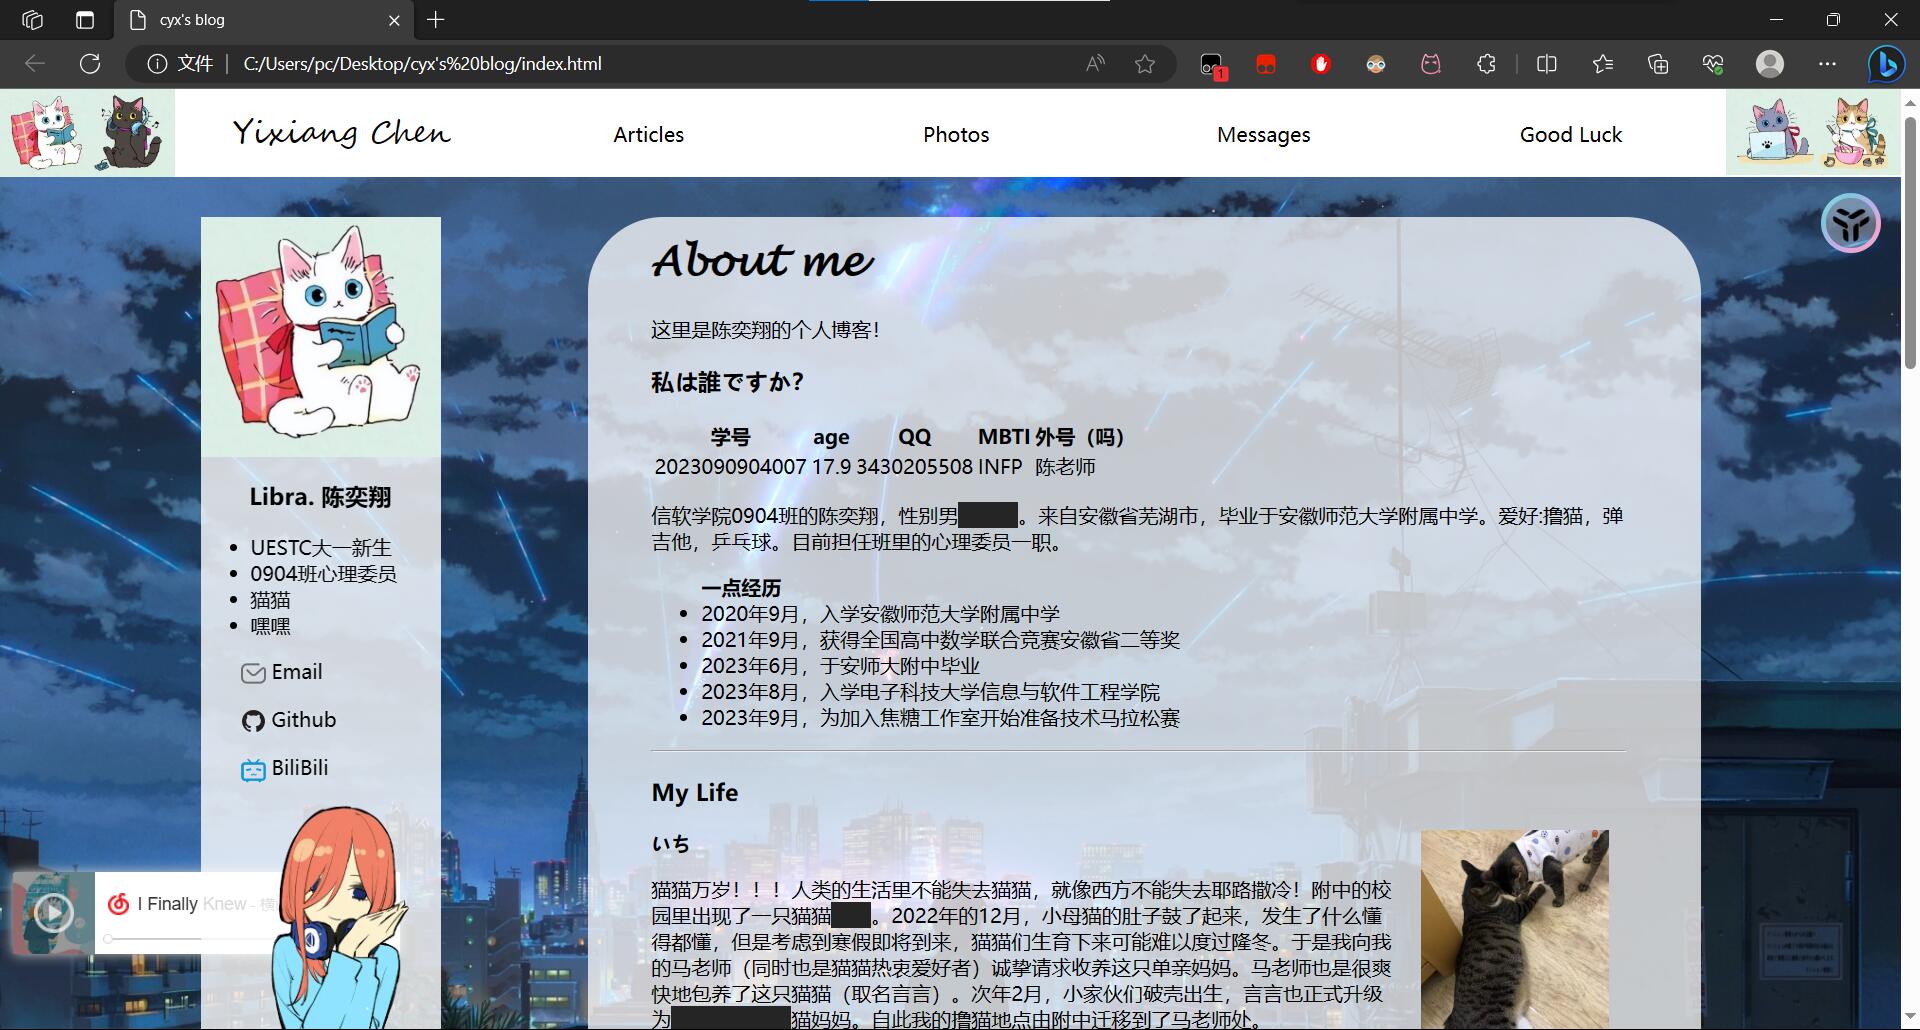 cyx's blog
文件 C:/Users/pc/Desktop/cyx's%20blog/index.html
1
Yixiang Chen Articles Photos Messages Good Luck
Libra. 陈奕翔
UESTC大一新生
0904班心理委员
猫猫
嘿嘿
Email
Github
BiliBili
I Finally Knew -
About me
这里是陈奕翔的个人博客！
私は誰ですか?
学号 age QQ MBTI 外号（吗）
2023090904007 17.9 3430205508 INFP 陈老师
信软学院0904班的陈奕翔，性别男。来自安徽省芜湖市，毕业于安徽师范大学附属中学。爱好:撸猫，弹
吉他，乒乓球。目前担任班里的心理委员一职。
一点经历
2020年9月，入学安徽师范大学附属中学
2021年9月，获得全国高中数学联合竞赛安徽省二等奖
2023年6月，于安师大附中毕业
2023年8月，入学电子科技大学信息与软件工程学院
2023年9月，为加入焦糖工作室开始准备技术马拉松赛
My Life
いち
猫猫万岁！！！人类的生活里不能失去猫猫，就像西方不能失去耶路撒冷！附中的校
园里出现了一只猫猫。2022年的12月，小母猫的肚子鼓了起来，发生了什么懂
得都懂，但是考虑到寒假即将到来，猫猫们生育下来可能难以度过隆冬。于是我向我
的马老师（同时也是猫猫热衷爱好者）诚挚请求收养这只单亲妈妈。马老师也是很爽
快地包养了这只猫猫（取名言言）。次年2月，小家伙们破壳出生，言言也正式升级
为猫妈妈。自此我的撸猫地点由附中迁移到了马老师处。